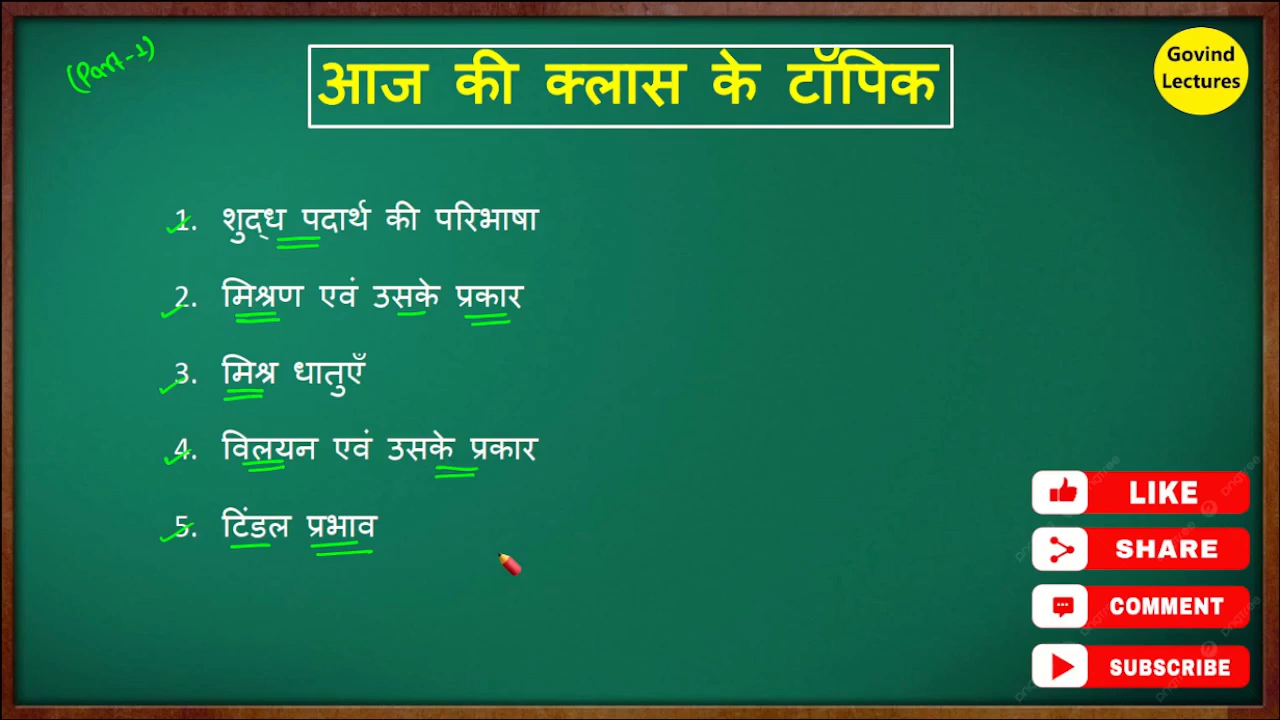 (Part-1)
आज की क्लास के टॉपिक
Govind
Lectures
1. शुद्ध पदार्थ की परिभाषा
2. मिश्रण एवं उसके प्रकार
3. मिश्र धातुएँ
4. विलयन एवं उसके प्रकार
5. टिंडल प्रभाव
LIKE
SHARE
COMMENT
SUBSCRIBE